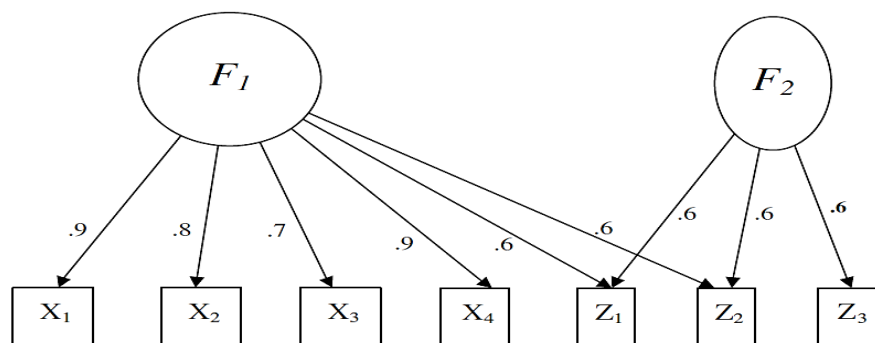 F₁ F₂
.9 .8 .7 .9 .6 .6 .6 .6 .6
X₁ X₂ X₃ X₄ Z₁ Z₂ Z₃